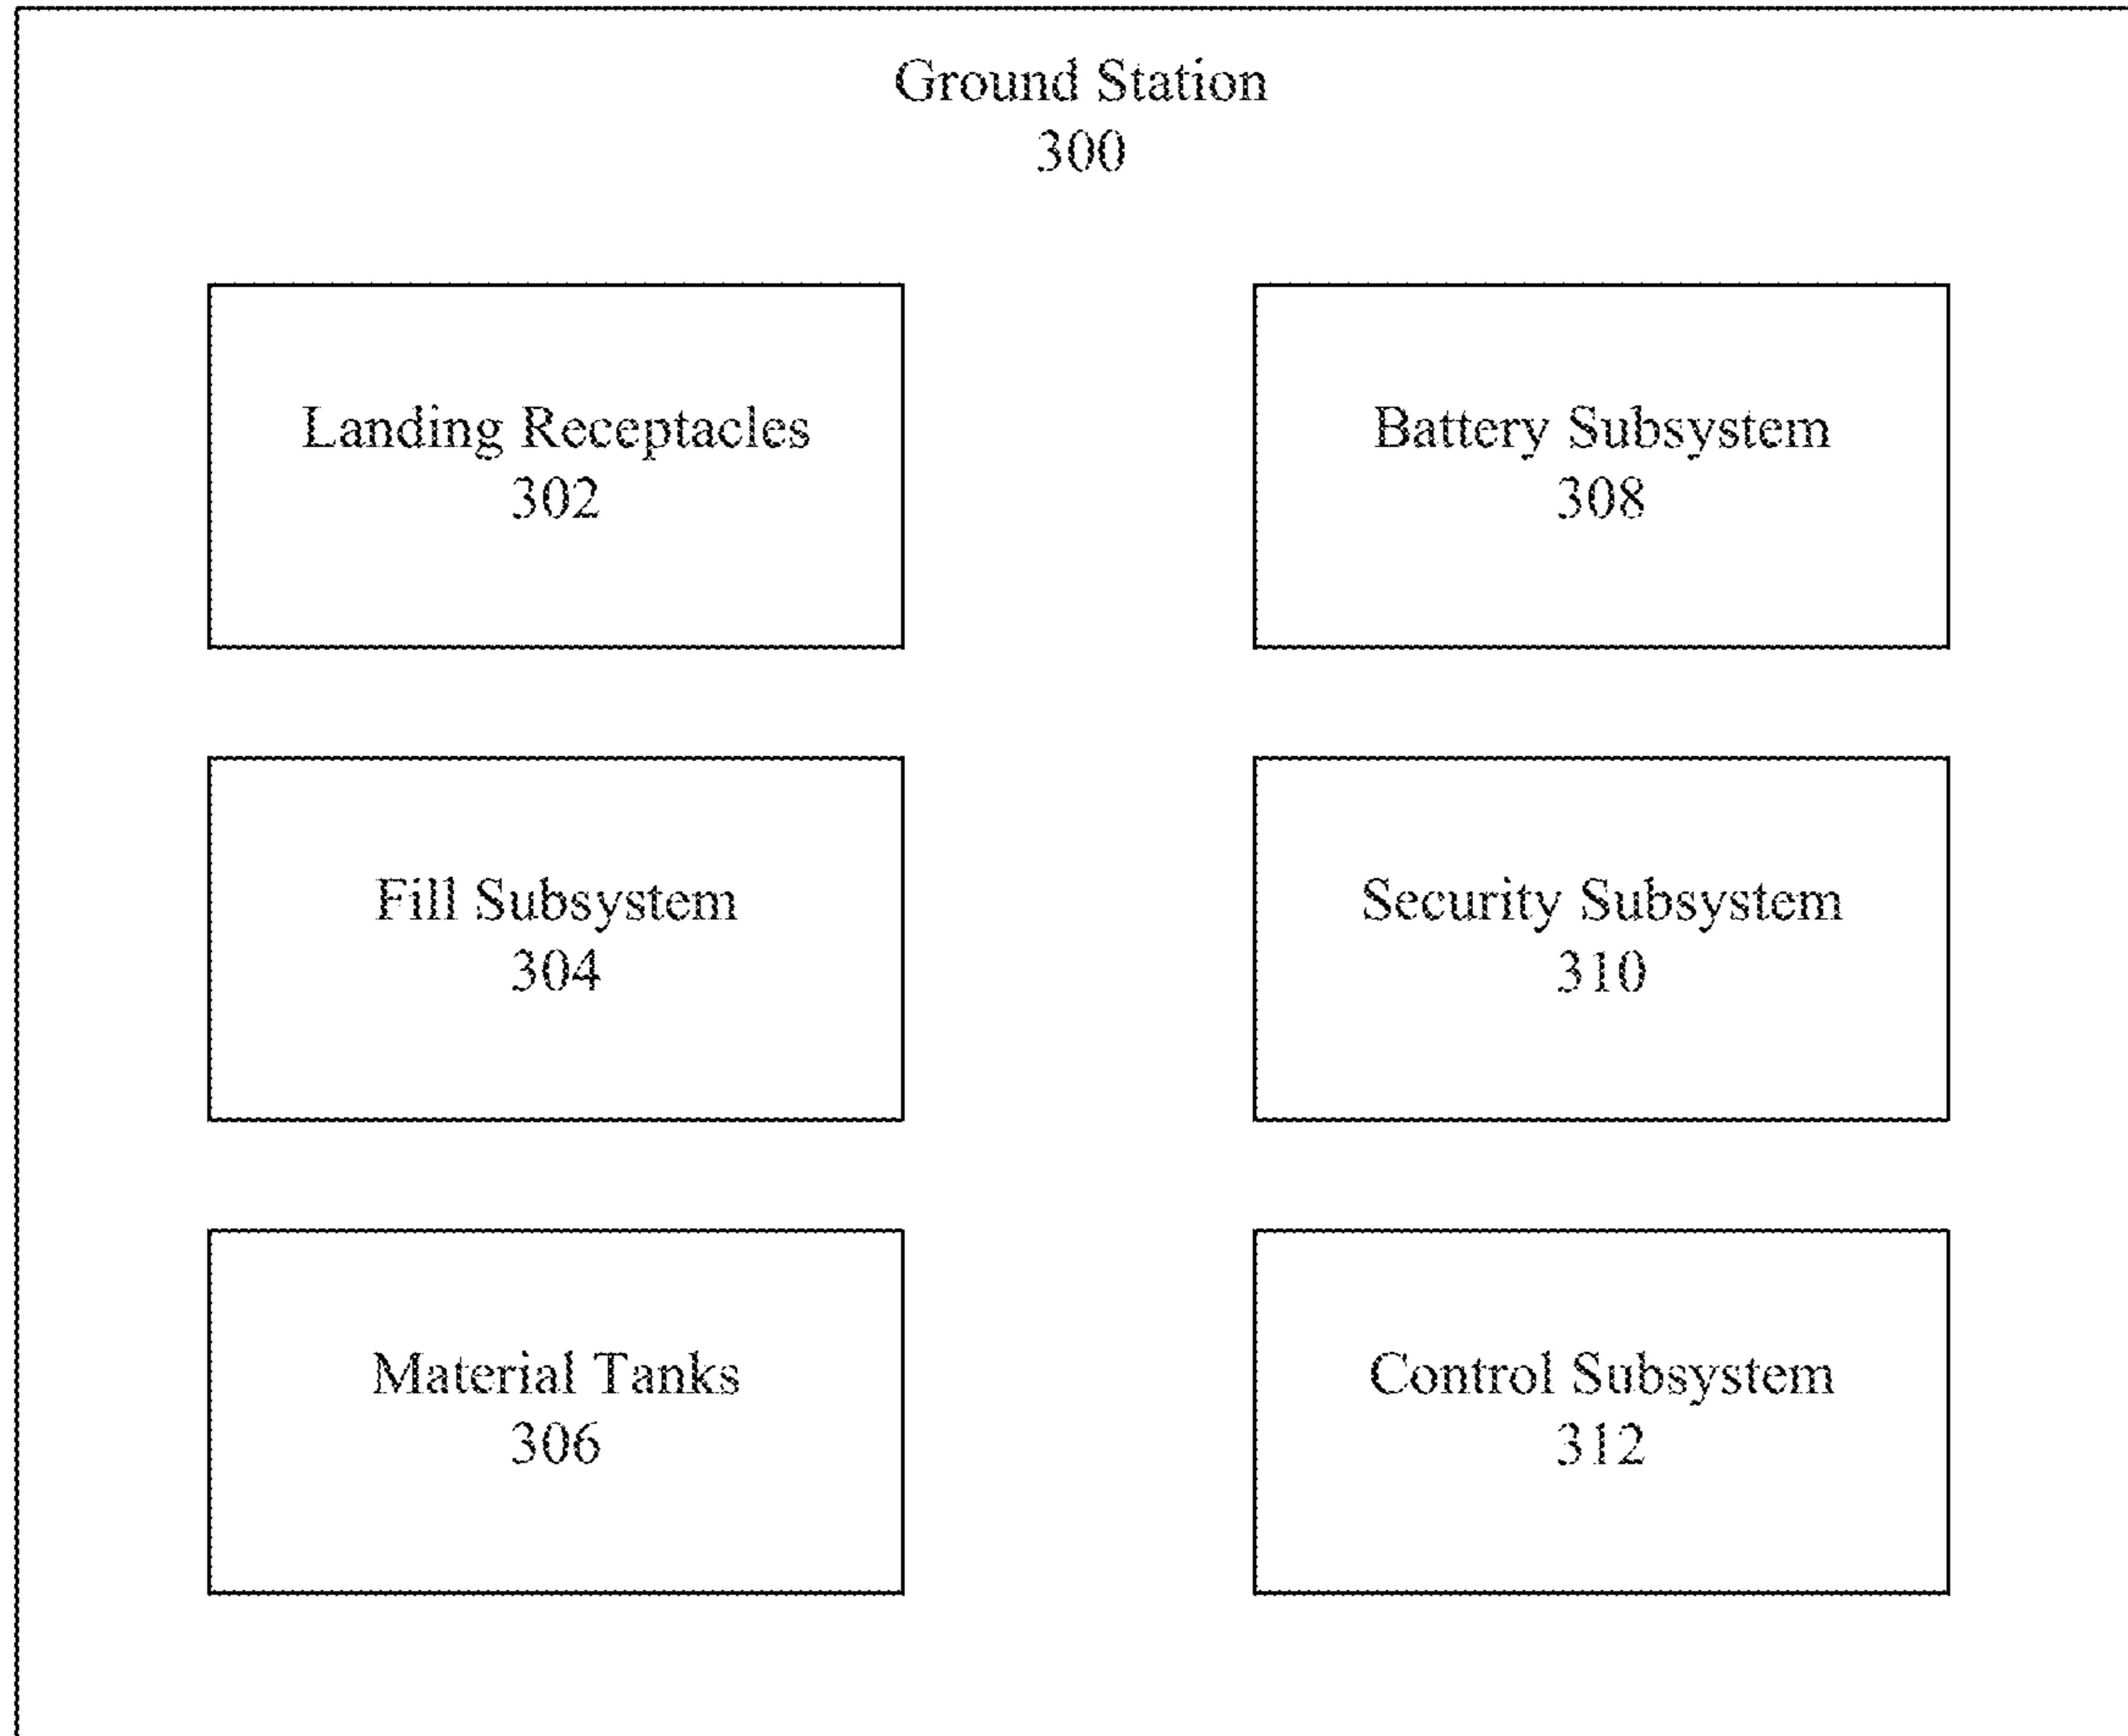 Ground Station
300
Landing Receptacles
302
Battery Subsystem
308
Fill Subsystem
304
Security Subsystem
310
Material Tanks
306
Control Subsystem
312